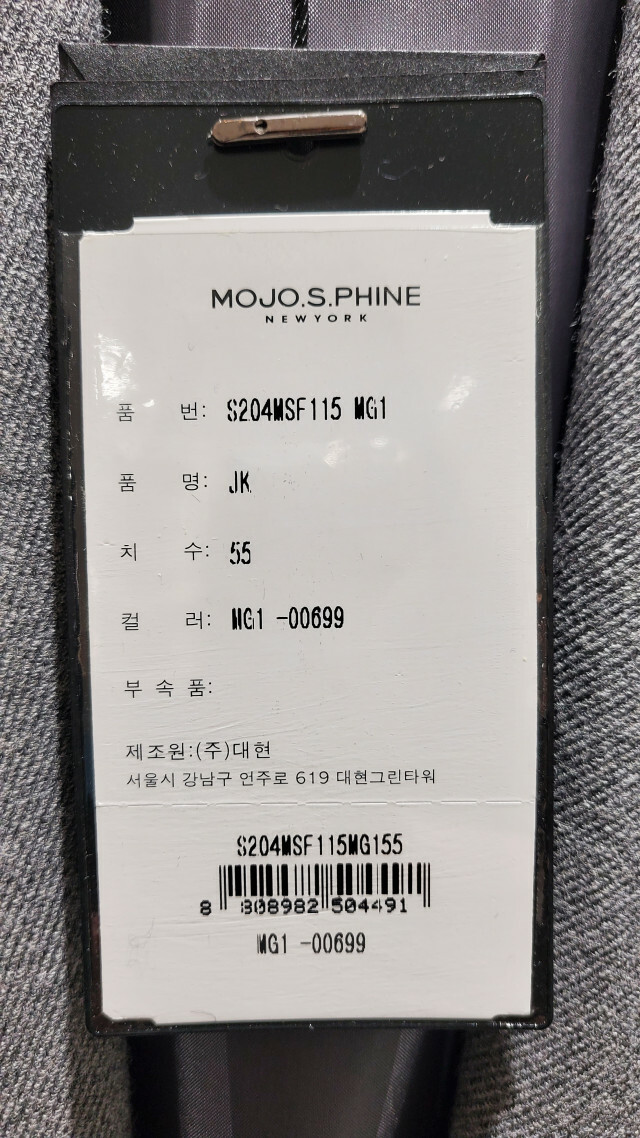 MOJO.S.PHINE
NEWYORK
품 번: S204MSF115 MG1
품 명: JK
치 수: 55
컬 러: MG1 -00699
부 속 품:
제조원:(주)대현
서울시 강남구 언주로 619 대현그린타워
S204MSF115MG155
8 808982 504491
MG1 -00699